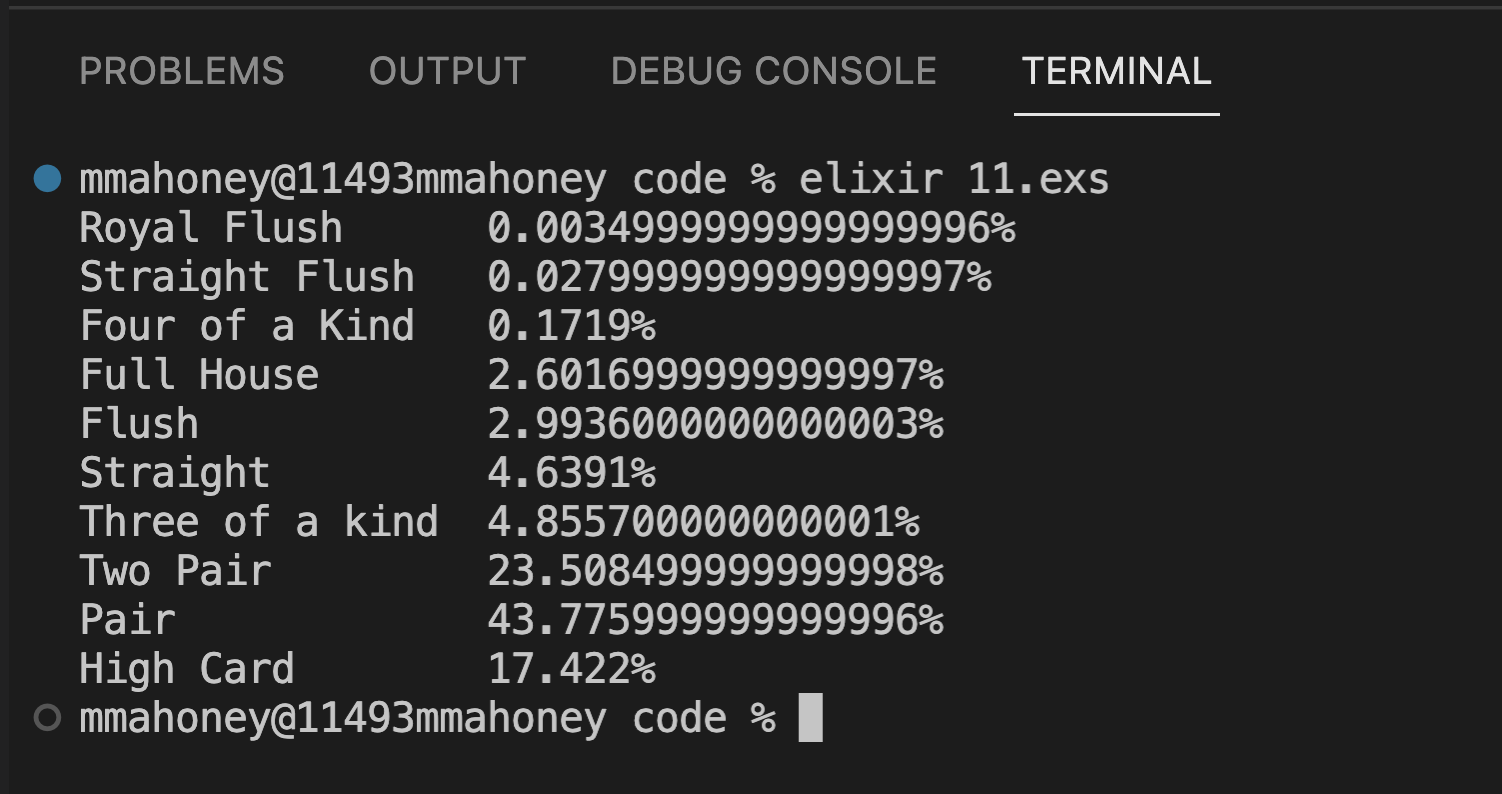 PROBLEMS OUTPUT DEBUG CONSOLE TERMINAL
mmahoney@11493mmahoney code % elixir 11.exs
Royal Flush 0.0034999999999999996%
Straight Flush 0.027999999999999997%
Four of a Kind 0.1719%
Full House 2.6016999999999997%
Flush 2.9936000000000003%
Straight 4.6391%
Three of a kind 4.855700000000001%
Two Pair 23.508499999999998%
Pair 43.775999999999996%
High Card 17.422%
mmahoney@11493mmahoney code %